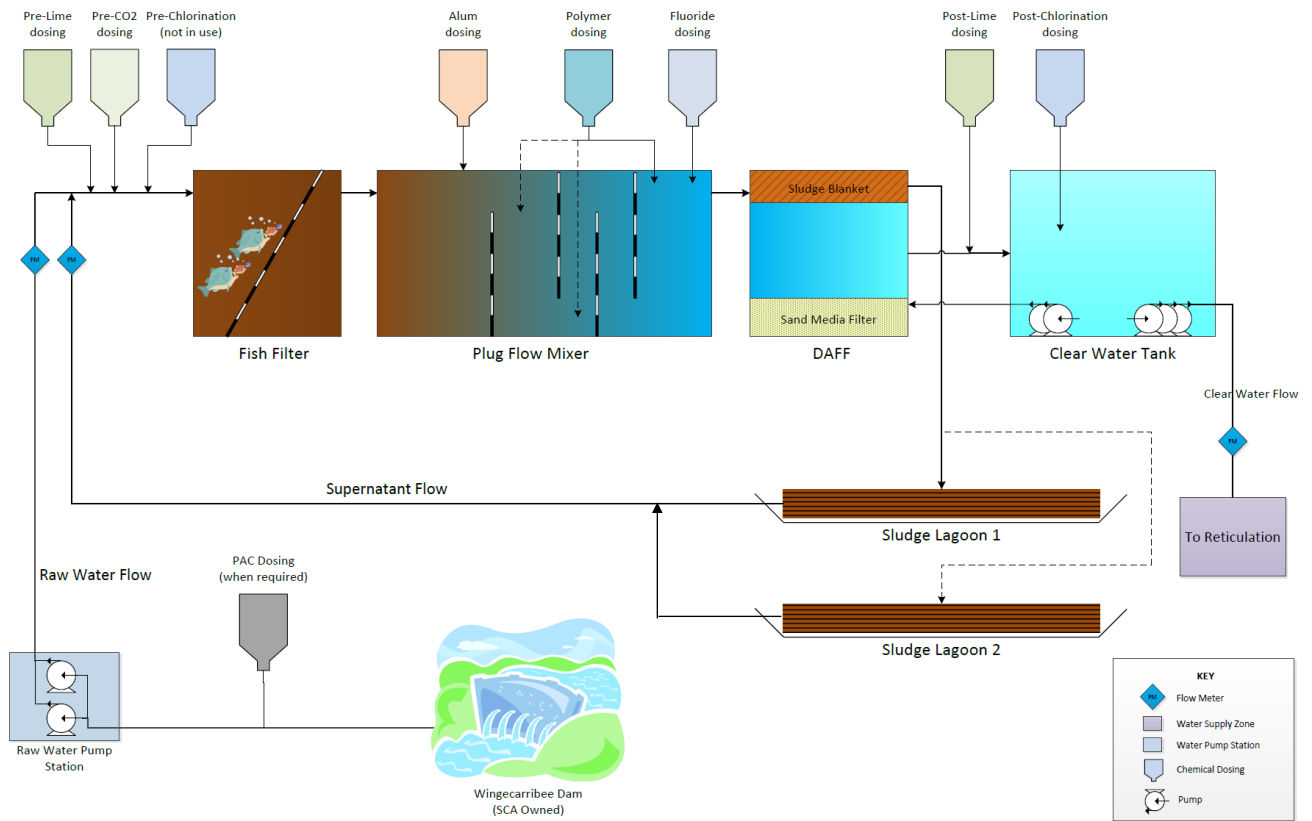 Pre-Lime
dosing
Pre-CO2
dosing
Pre-Chlorination
(not in use)
Alum
dosing
Polymer
dosing
Fluoride
dosing
Post-Lime
dosing
Post-Chlorination
dosing
FM
FM
Fish Filter
Plug Flow Mixer
Sludge Blanket
Sand Media Filter
DAFF
Clear Water Tank
Clear Water Flow
FM
To Reticulation
Supernatant Flow
Sludge Lagoon 1
Sludge Lagoon 2
Raw Water Flow
PAC Dosing
(when required)
Raw Water Pump
Station
Wingecarribee Dam
(SCA Owned)
KEY
FM
Flow Meter
Water Supply Zone
Water Pump Station
Chemical Dosing
Pump